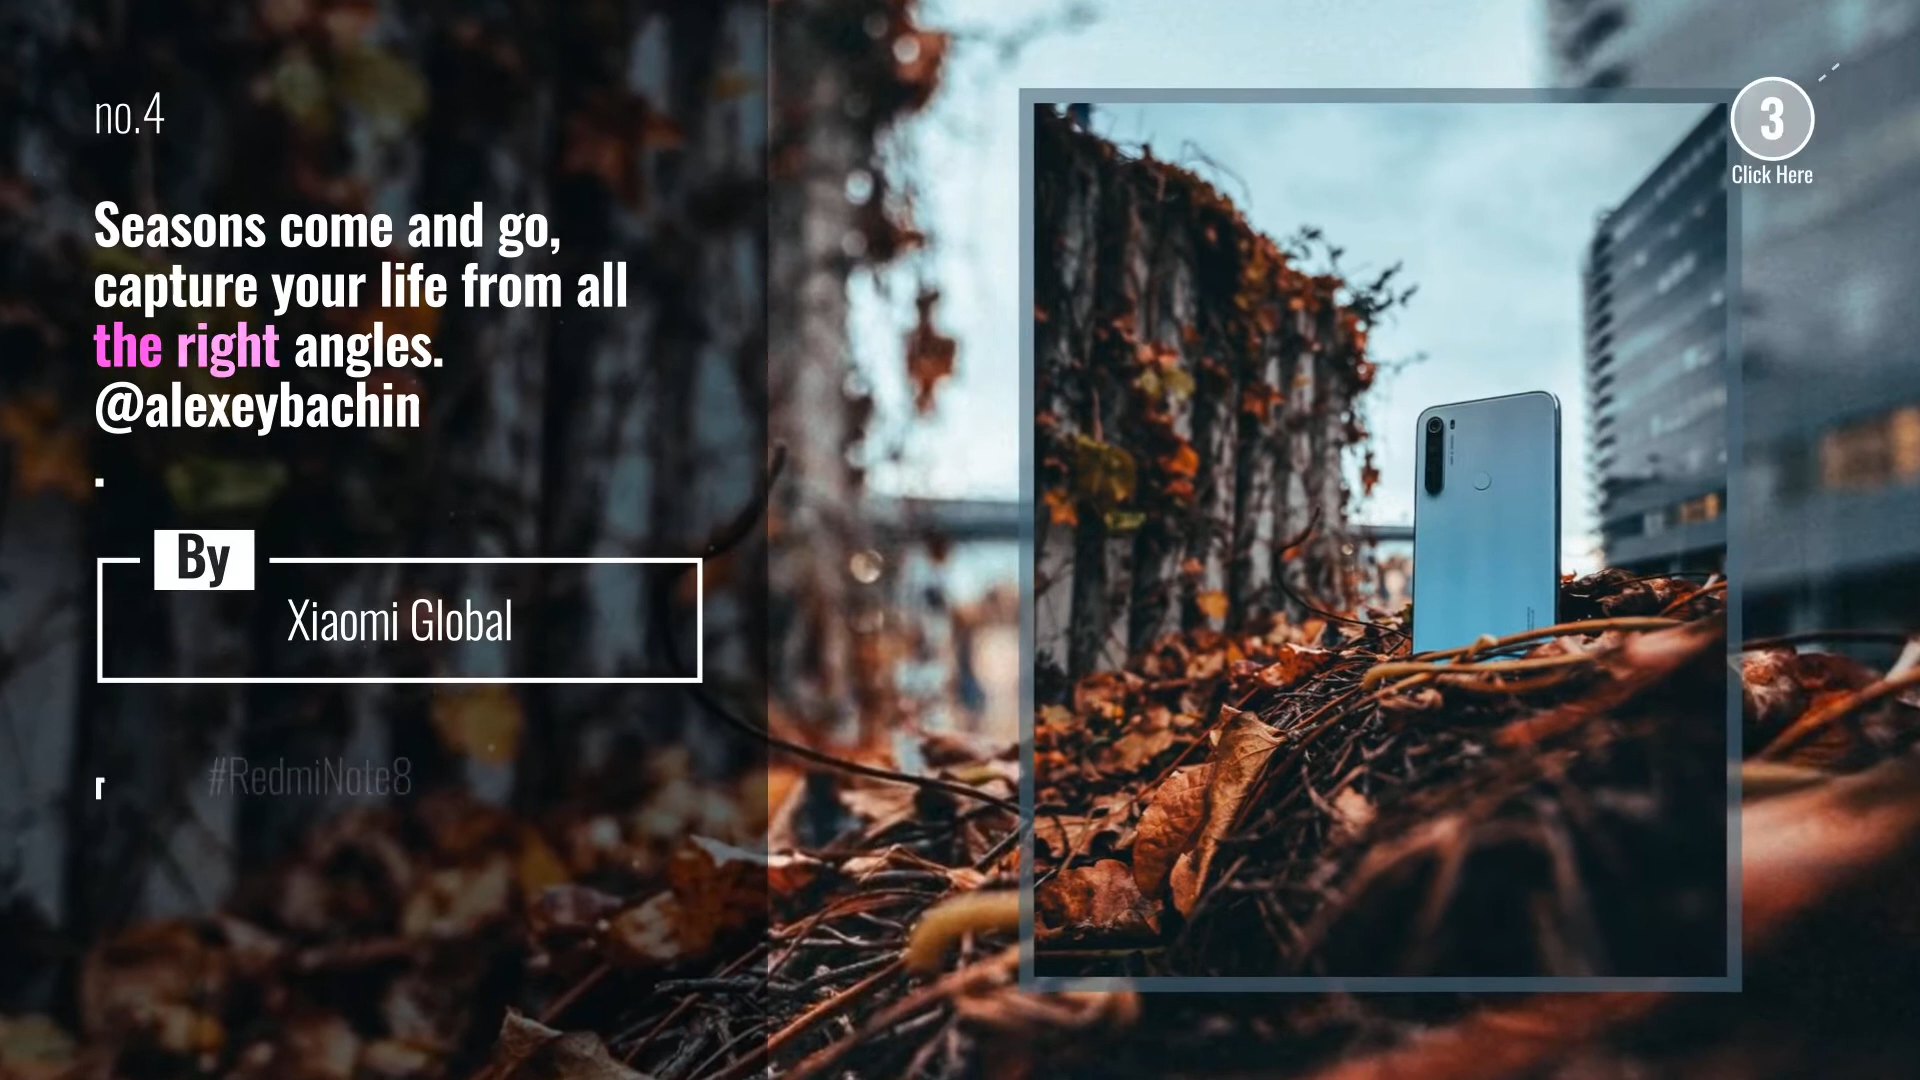 no.4
Seasons come and go,
capture your life from all
the right angles.
@alexeybachin
.
By
Xiaomi Global
r
#RedmiNote8
3
Click Here